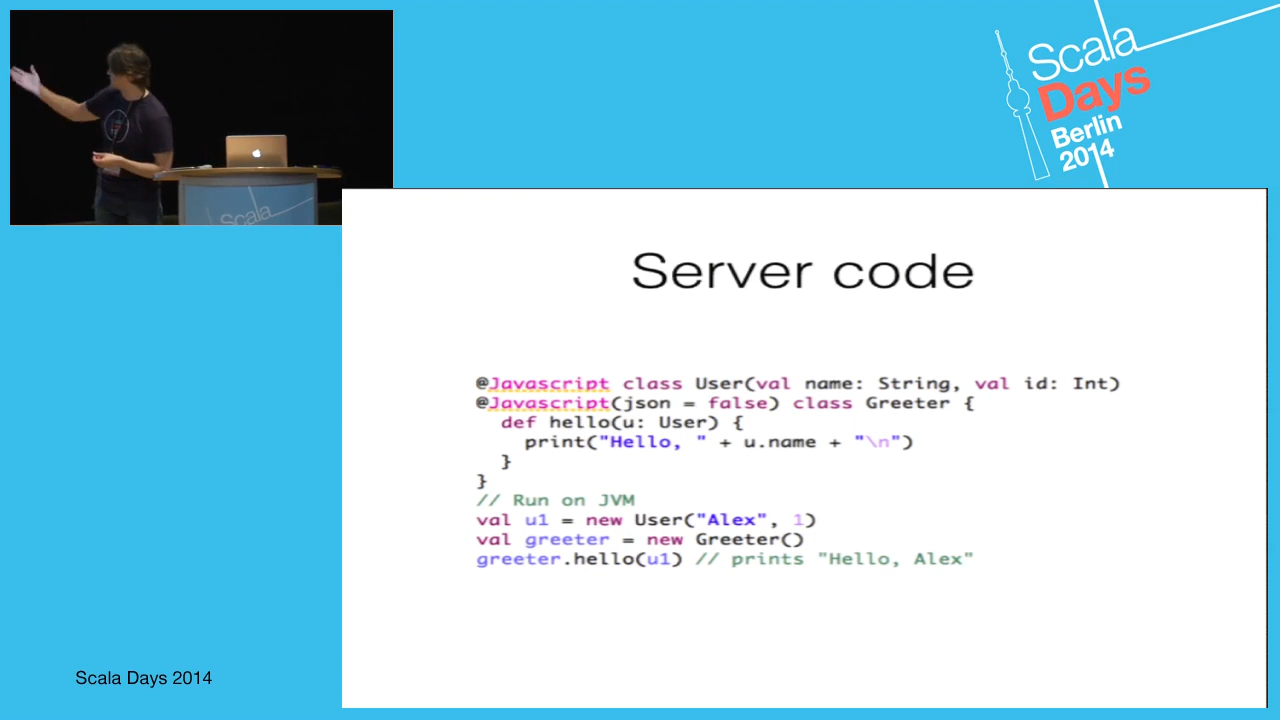 Scala
Days
Berlin
2014
Scala
Server code
@Javascript class User(val name: String, val id: Int)
@Javascript(json = false) class Greeter {
  def hello(u: User) {
    print("Hello, " + u.name + "\n")
  }
}
// Run on JVM
val u1 = new User("Alex", 1)
val greeter = new Greeter()
greeter.hello(u1) // prints "Hello, Alex"
Scala Days 2014